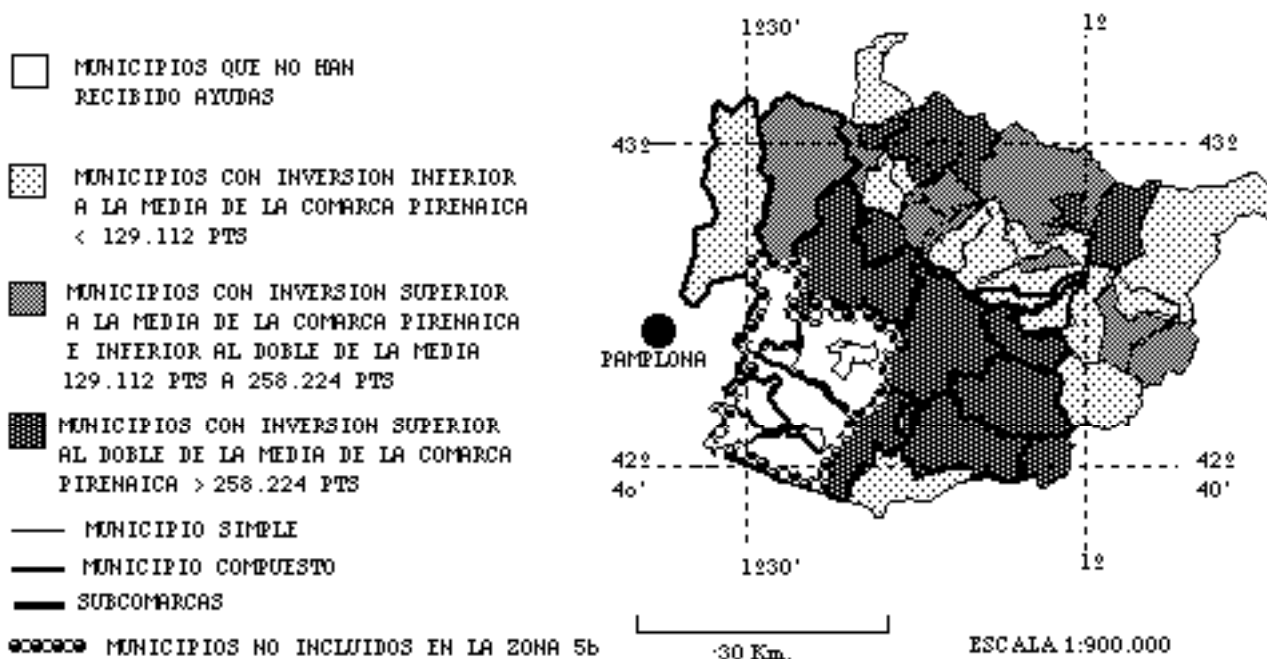 MUNICIPIOS QUE NO HAN
RECIBIDO AYUDAS
MUNICIPIOS CON INVERSION INFERIOR
A LA MEDIA DE LA COMARCA PIRENAICA
< 129.112 PTS
MUNICIPIOS CON INVERSION SUPERIOR
A LA MEDIA DE LA COMARCA PIRENAICA
E INFERIOR AL DOBLE DE LA MEDIA
129.112 PTS A 258.224 PTS
MUNICIPIOS CON INVERSION SUPERIOR
AL DOBLE DE LA MEDIA DE LA COMARCA
PIRENAICA > 258.224 PTS
MUNICIPIO SIMPLE
MUNICIPIO COMPUESTO
SUBCOMARCAS
MUNICIPIOS NO INCLUIDOS EN LA ZONA 5b
1º30'
1º
43º
43º
PAMPLONA
42º
40'
42º
40'
1º30'
1º
30 Km.
ESCALA 1:900.000